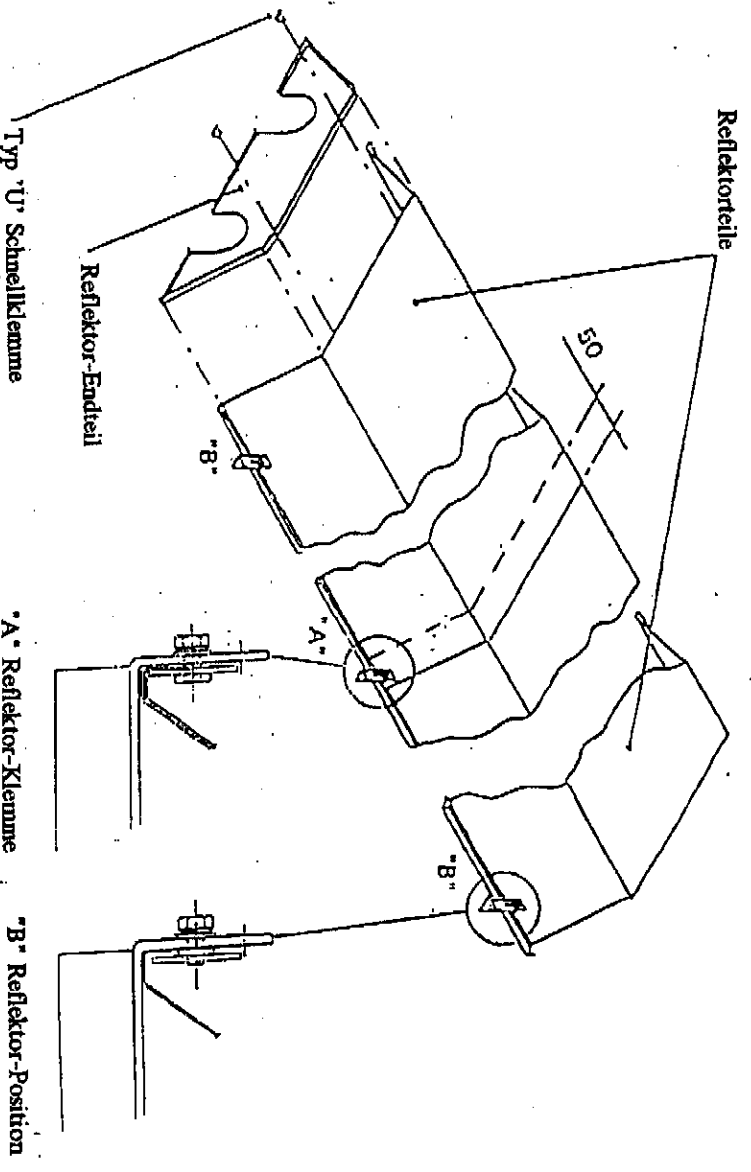 Reflektorteile
50
"B"
"A"
"B"
Reflektor-Endteil
Typ 'U' Schnellklemme
"A" Reflektor-Klemme
"B" Reflektor-Position